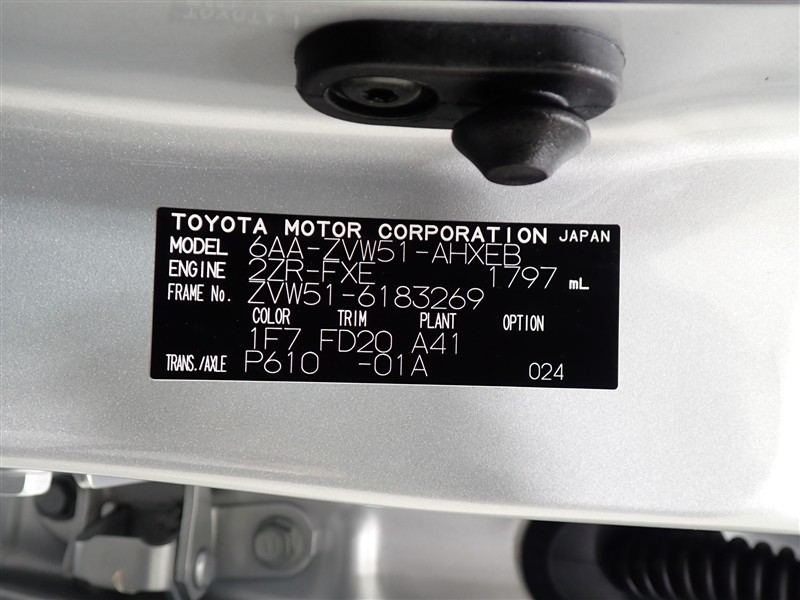 TOYOTA MOTOR CORPORATION JAPAN
MODEL 6AA-ZVW51-AHXEB
ENGINE 2ZR-FXE 1797 mL
FRAME No. ZVW51-6183269
COLOR TRIM PLANT OPTION
1F7 FD20 A41
TRANS./AXLE P610 -01A 024